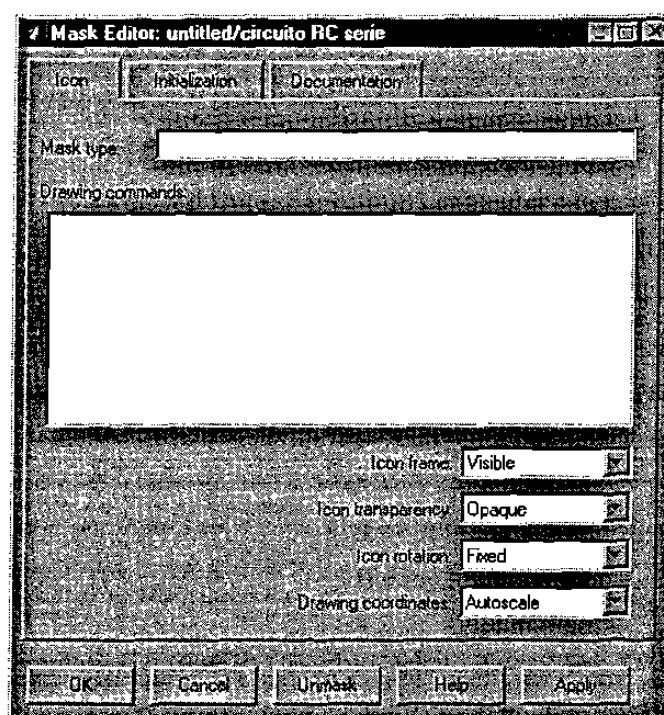 Mask Editor: untitled/circuito RC serie
Icon Initialization Documentation
Mask type:
Drawing commands:
Icon frame: Visible
Icon transparency: Opaque
Icon rotation: Fixed
Drawing coordinates: Autoscale
OK Cancel Unmask Help Apply